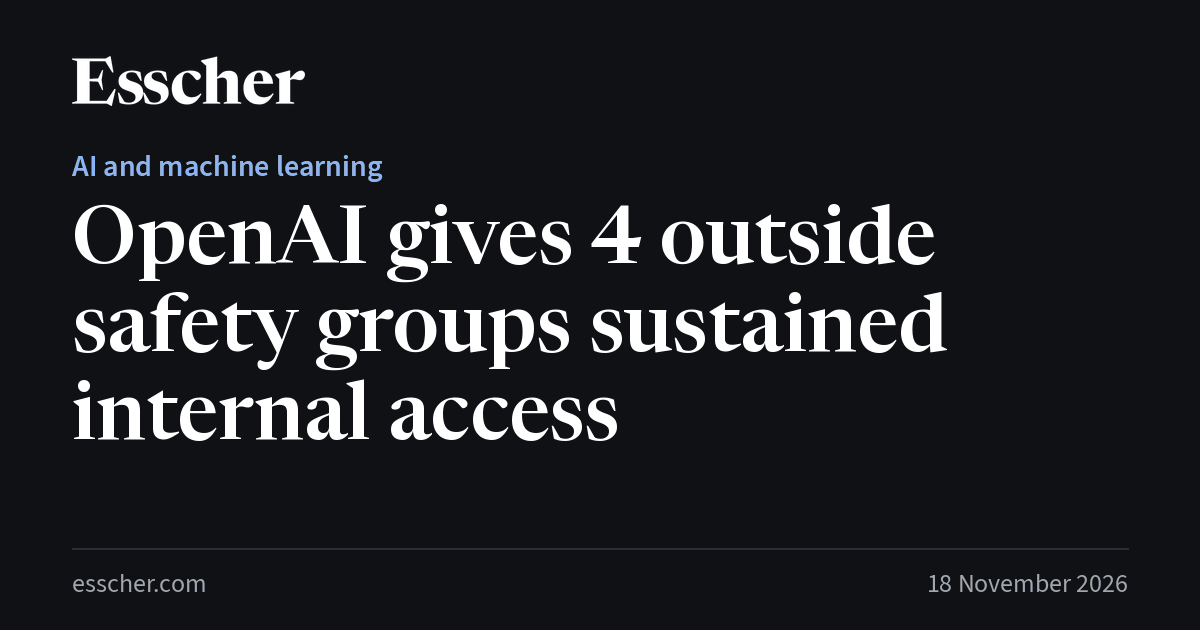 Esscher
AI and machine learning
OpenAI gives 4 outside
safety groups sustained
internal access
esscher.com
18 November 2026